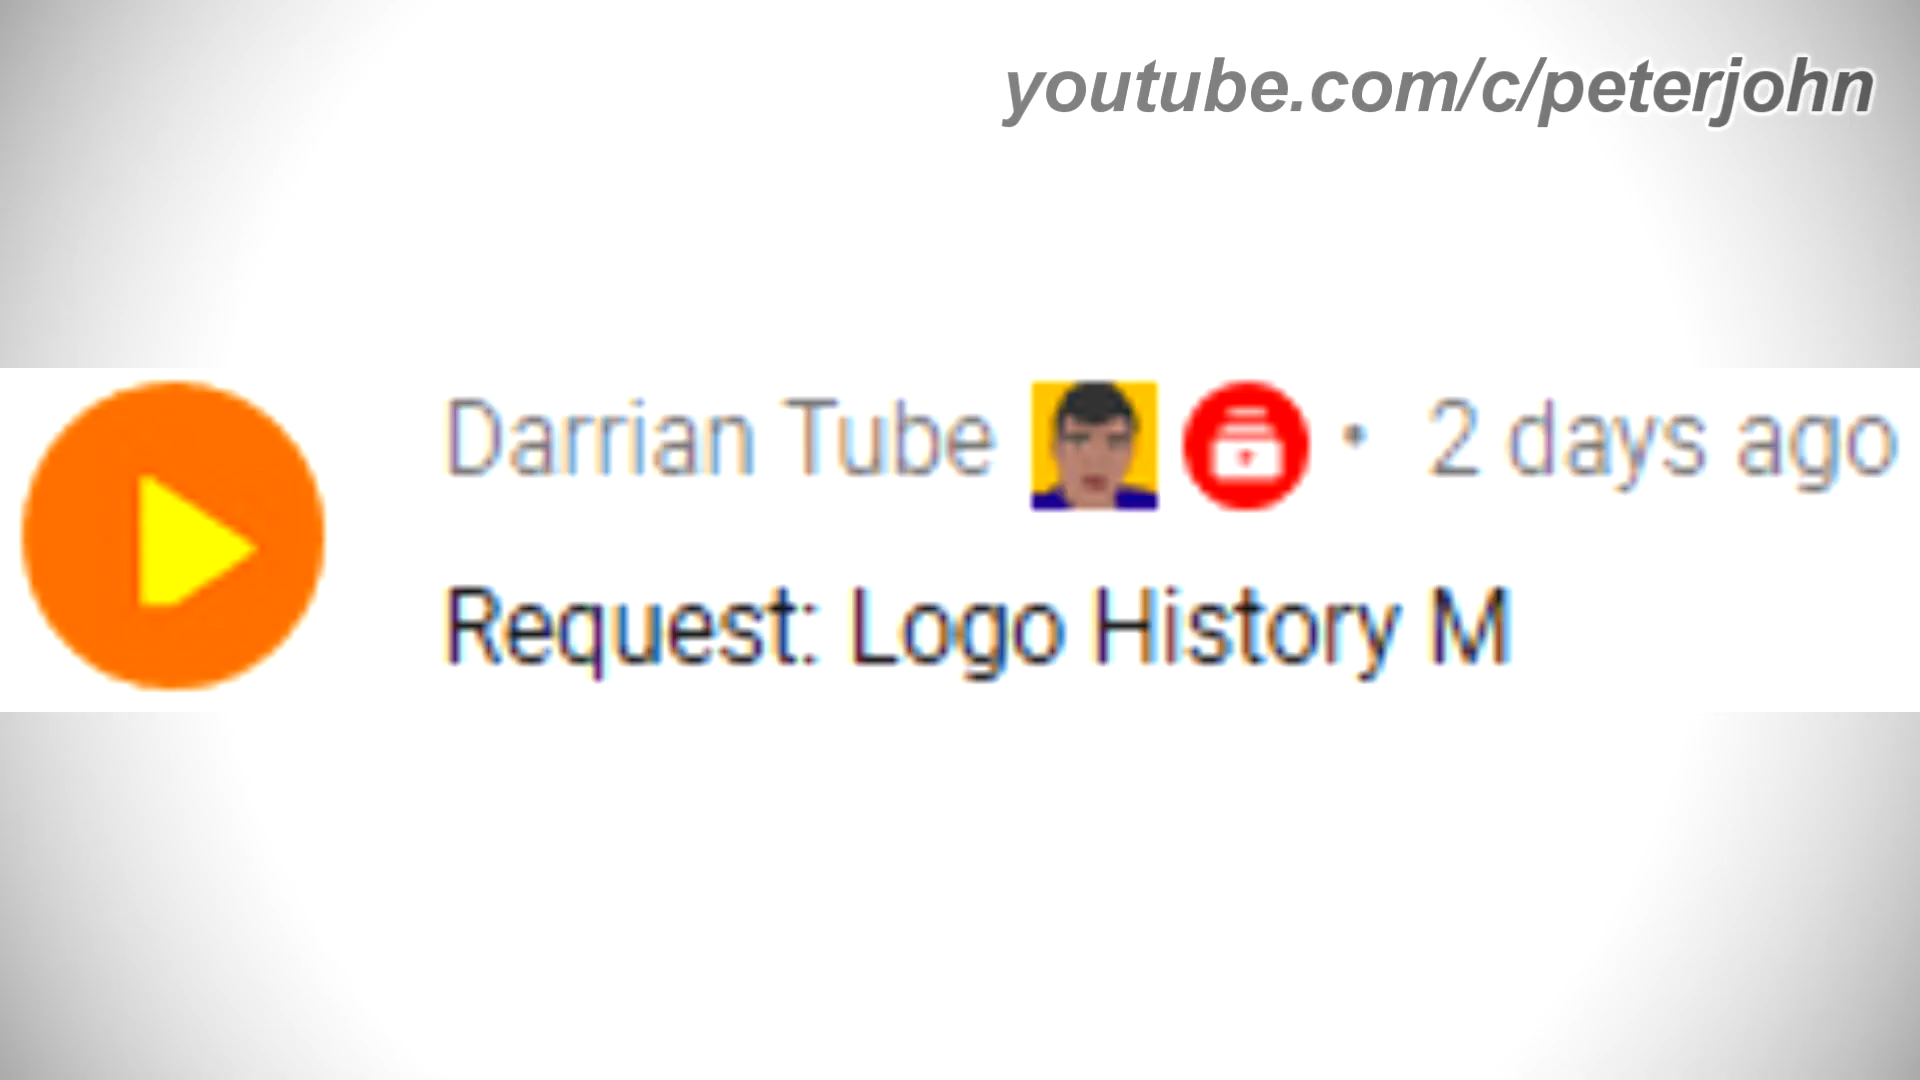 youtube.com/c/peterjohn
Darrian Tube • 2 days ago
Request: Logo History M